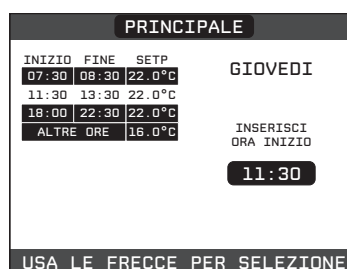 PRINCIPALE
INIZIO FINE SETP
07:30 08:30 22.0°C
11:30 13:30 22.0°C
18:00 22:30 22.0°C
ALTRE ORE 16.0°C
GIOVEDI
INSERISCI
ORA INIZIO
11:30
USA LE FRECCE PER SELEZIONE